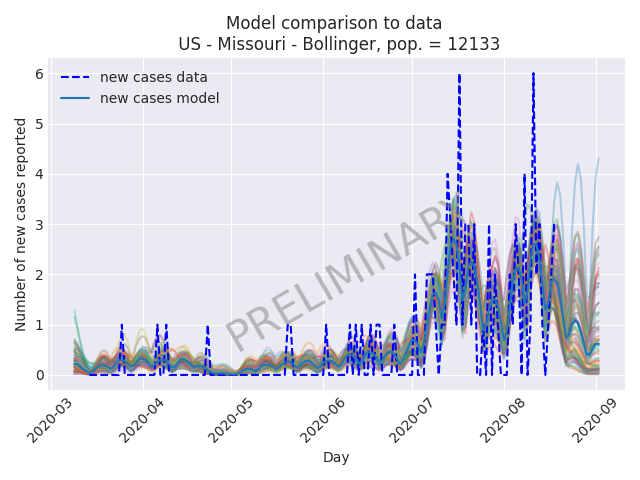 Model comparison to data
US - Missouri - Bollinger, pop. = 12133
new cases data
new cases model
PRELIMINARY
Number of new cases reported
6
5
4
3
2
1
0
2020-03
2020-04
2020-05
2020-06
2020-07
2020-08
2020-09
Day